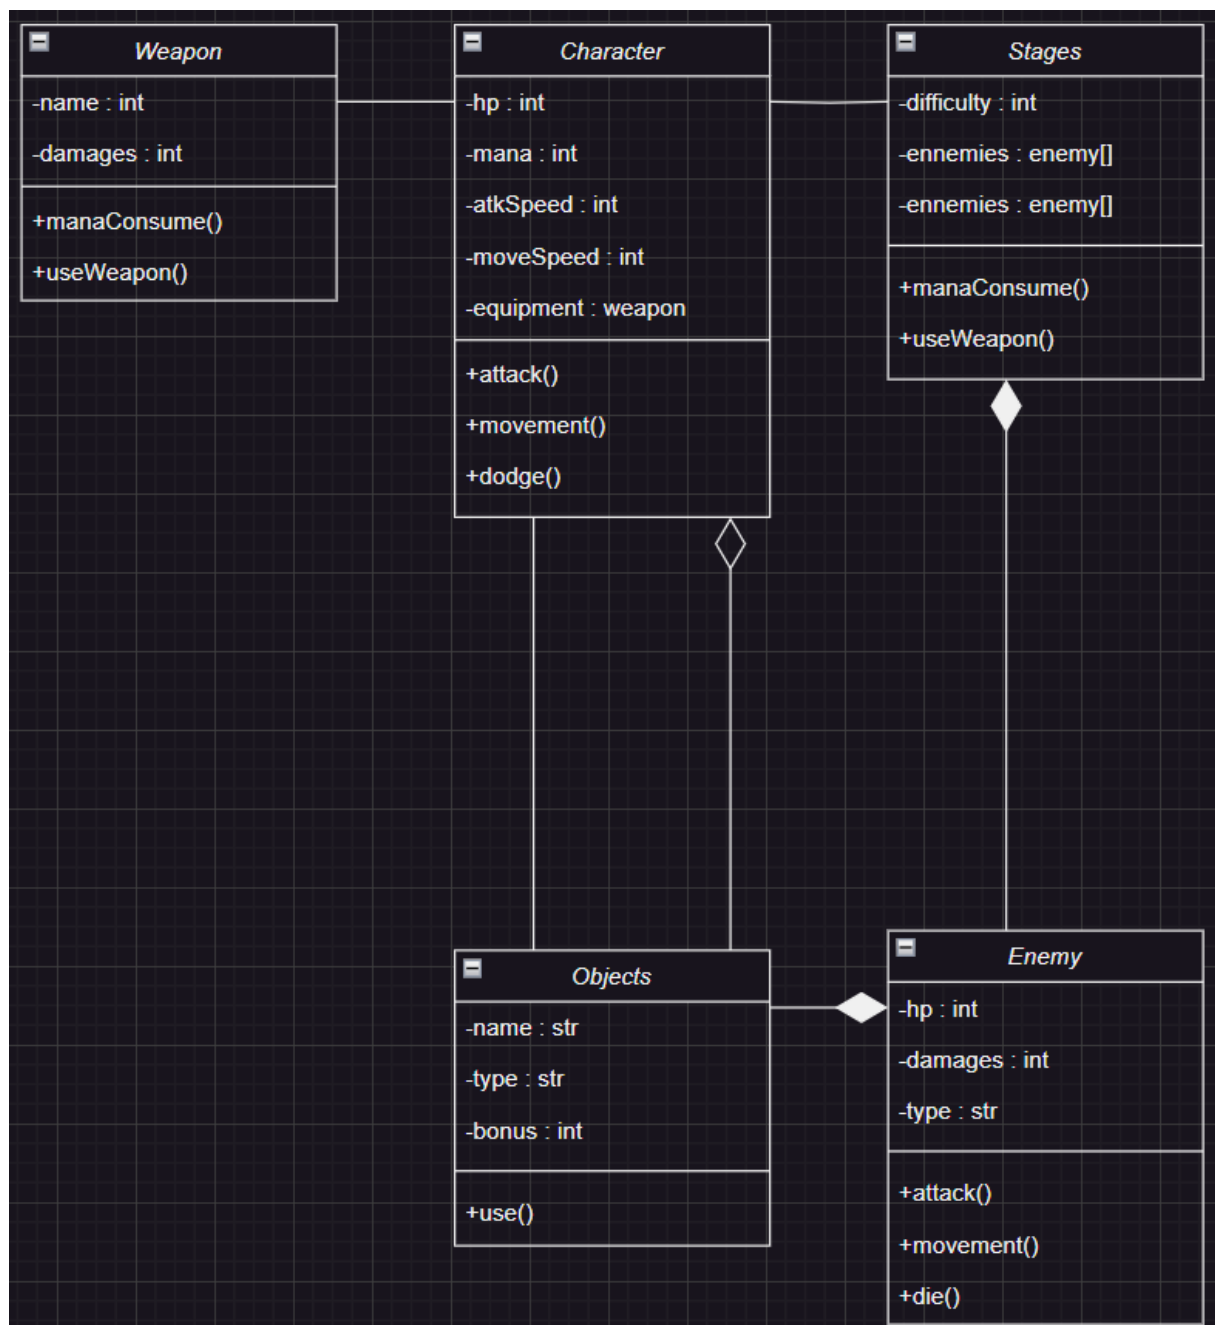 Weapon
-name : int
-damages : int
+manaConsume()
+useWeapon()
Character
-hp : int
-mana : int
-atkSpeed : int
-moveSpeed : int
-equipment : weapon
+attack()
+movement()
+dodge()
Stages
-difficulty : int
-ennemies : enemy[]
-ennemies : enemy[]
+manaConsume()
+useWeapon()
Objects
-name : str
-type : str
-bonus : int
+use()
Enemy
-hp : int
-damages : int
-type : str
+attack()
+movement()
+die()